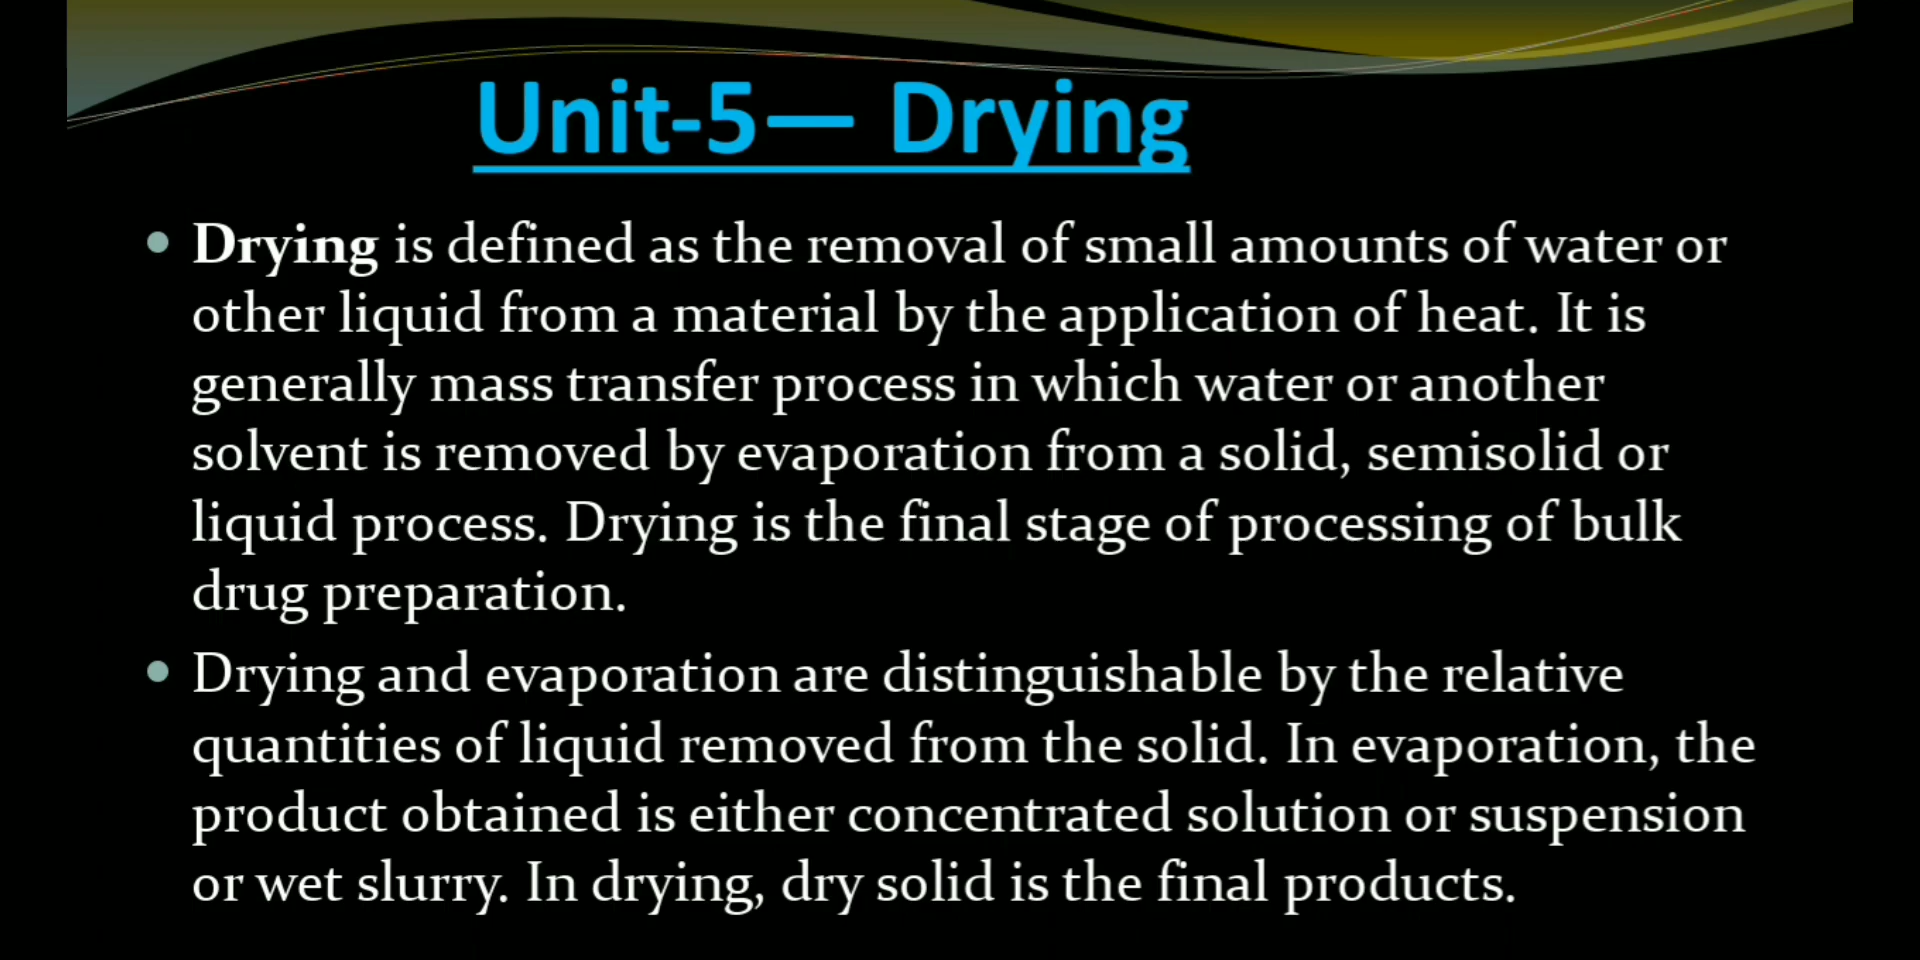 Unit-5— Drying
• Drying is defined as the removal of small amounts of water or
other liquid from a material by the application of heat. It is
generally mass transfer process in which water or another
solvent is removed by evaporation from a solid, semisolid or
liquid process. Drying is the final stage of processing of bulk
drug preparation.
• Drying and evaporation are distinguishable by the relative
quantities of liquid removed from the solid. In evaporation, the
product obtained is either concentrated solution or suspension
or wet slurry. In drying, dry solid is the final products.